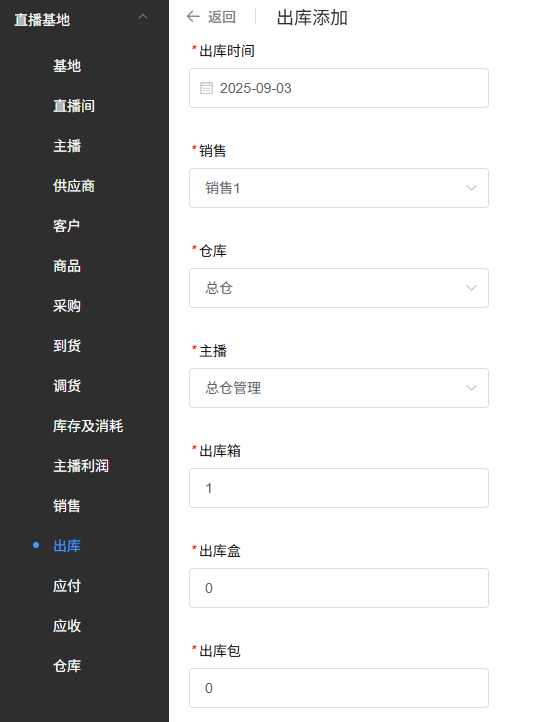 直播基地
基地
直播间
主播
供应商
客户
商品
采购
到货
调货
库存及消耗
主播利润
销售
出库
应付
应收
仓库
返回
出库添加
*出库时间
2025-09-03
*销售
销售1
*仓库
总仓
*主播
总仓管理
*出库箱
1
*出库盒
0
*出库包
0